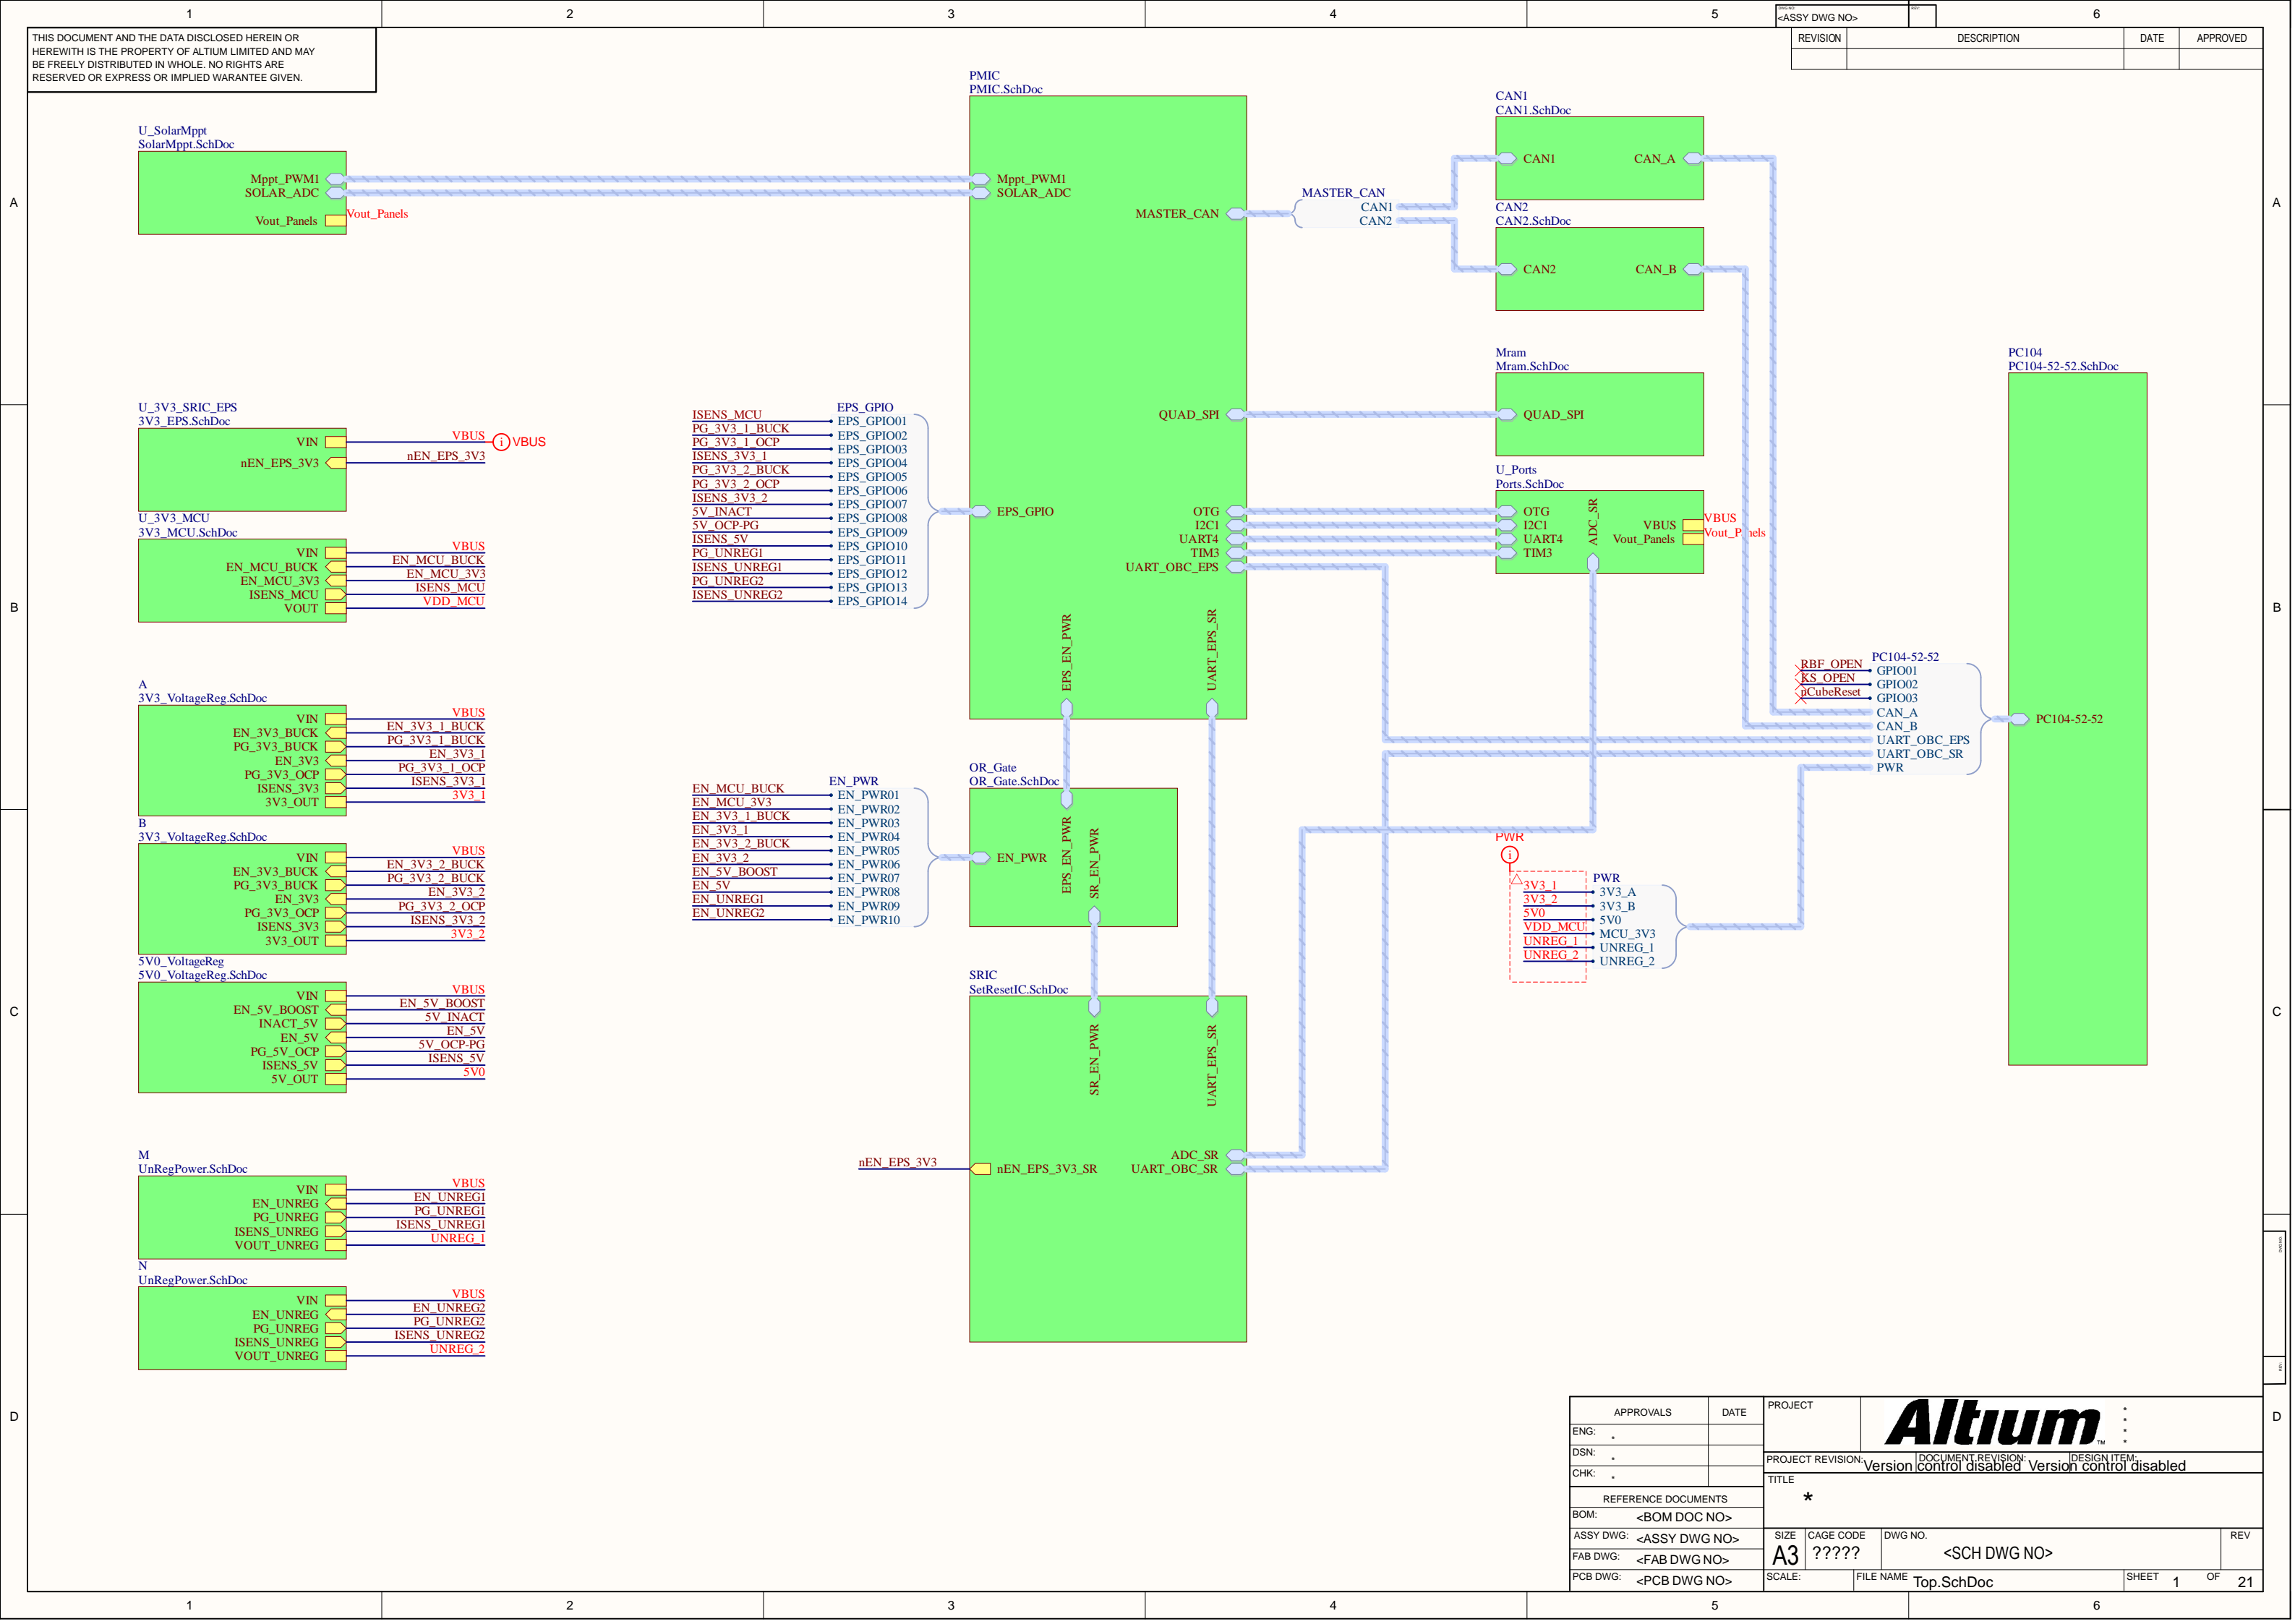 1 2 3 4 5 6
<ASSY DWG NO>
REVISION DESCRIPTION DATE APPROVED
THIS DOCUMENT AND THE DATA DISCLOSED HEREIN OR
HEREWITH IS THE PROPERTY OF ALTIUM LIMITED AND MAY
BE FREELY DISTRIBUTED IN WHOLE. NO RIGHTS ARE
RESERVED OR EXPRESS OR IMPLIED WARANTEE GIVEN.
A A
B B
C C
D D
U_SolarMppt
SolarMppt.SchDoc
Mppt_PWM1
SOLAR_ADC
Vout_Panels Vout_Panels
U_3V3_SRIC_EPS
3V3_EPS.SchDoc
VIN VBUS i VBUS
nEN_EPS_3V3 nEN_EPS_3V3
U_3V3_MCU
3V3_MCU.SchDoc
VIN VBUS
EN_MCU_BUCK EN_MCU_BUCK
EN_MCU_3V3 EN_MCU_3V3
ISENS_MCU ISENS_MCU
VOUT VDD_MCU
A
3V3_VoltageReg.SchDoc
VIN VBUS
EN_3V3_BUCK EN_3V3_1_BUCK
PG_3V3_BUCK PG_3V3_1_BUCK
EN_3V3 EN_3V3_1
PG_3V3_OCP PG_3V3_1_OCP
ISENS_3V3 ISENS_3V3_1
3V3_OUT 3V3_1
B
3V3_VoltageReg.SchDoc
VIN VBUS
EN_3V3_BUCK EN_3V3_2_BUCK
PG_3V3_BUCK PG_3V3_2_BUCK
EN_3V3 EN_3V3_2
PG_3V3_OCP PG_3V3_2_OCP
ISENS_3V3 ISENS_3V3_2
3V3_OUT 3V3_2
5V0_VoltageReg
5V0_VoltageReg.SchDoc
VIN VBUS
EN_5V_BOOST EN_5V_BOOST
INACT_5V 5V_INACT
EN_5V EN_5V
PG_5V_OCP 5V_OCP-PG
ISENS_5V ISENS_5V
5V_OUT 5V0
M
UnRegPower.SchDoc
VIN VBUS
EN_UNREG EN_UNREG1
PG_UNREG PG_UNREG1
ISENS_UNREG ISENS_UNREG1
VOUT_UNREG UNREG_1
N
UnRegPower.SchDoc
VIN VBUS
EN_UNREG EN_UNREG2
PG_UNREG PG_UNREG2
ISENS_UNREG ISENS_UNREG2
VOUT_UNREG UNREG_2
EPS_GPIO
ISENS_MCU EPS_GPIO01
PG_3V3_1_BUCK EPS_GPIO02
PG_3V3_1_OCP EPS_GPIO03
ISENS_3V3_1 EPS_GPIO04
PG_3V3_2_BUCK EPS_GPIO05
PG_3V3_2_OCP EPS_GPIO06
ISENS_3V3_2 EPS_GPIO07
5V_INACT EPS_GPIO08
5V_OCP-PG EPS_GPIO09
ISENS_5V EPS_GPIO10
PG_UNREG1 EPS_GPIO11
ISENS_UNREG1 EPS_GPIO12
PG_UNREG2 EPS_GPIO13
ISENS_UNREG2 EPS_GPIO14
EN_PWR
EN_MCU_BUCK EN_PWR01
EN_MCU_3V3 EN_PWR02
EN_3V3_1_BUCK EN_PWR03
EN_3V3_1 EN_PWR04
EN_3V3_2_BUCK EN_PWR05
EN_3V3_2 EN_PWR06
EN_5V_BOOST EN_PWR07
EN_5V EN_PWR08
EN_UNREG1 EN_PWR09
EN_UNREG2 EN_PWR10
PMIC
PMIC.SchDoc
Mppt_PWM1
SOLAR_ADC
MASTER_CAN
QUAD_SPI
EPS_GPIO
OTG
I2C1
UART4
TIM3
UART_OBC_EPS
EPS_EN_PWR
UART_EPS_SR
OR_Gate
OR_Gate.SchDoc
EN_PWR
EPS_EN_PWR
SR_EN_PWR
SRIC
SetResetIC.SchDoc
SR_EN_PWR
UART_EPS_SR
ADC_SR
nEN_EPS_3V3 nEN_EPS_3V3_SR UART_OBC_SR
MASTER_CAN
CAN1
CAN2
CAN1
CAN1.SchDoc
CAN1 CAN_A
CAN2
CAN2.SchDoc
CAN2 CAN_B
Mram
Mram.SchDoc
QUAD_SPI
U_Ports
Ports.SchDoc
OTG
I2C1
UART4
TIM3
ADC_SR
VBUS VBUS
Vout_Panels Vout_P nels
PC104
PC104-52-52.SchDoc
PC104-52-52
PC104-52-52
RBF_OPEN GPIO01
KS_OPEN GPIO02
nCubeReset GPIO03
CAN_A
CAN_B
UART_OBC_EPS
UART_OBC_SR
PWR
PWR
i
PWR
3V3_1 3V3_A
3V3_2 3V3_B
5V0 5V0
VDD_MCU MCU_3V3
UNREG_1 UNREG_1
UNREG_2 UNREG_2
APPROVALS DATE
ENG: *
DSN: *
CHK: *
REFERENCE DOCUMENTS
BOM: <BOM DOC NO>
ASSY DWG: <ASSY DWG NO>
FAB DWG: <FAB DWG NO>
PCB DWG: <PCB DWG NO>
PROJECT
Altium TM
PROJECT REVISION: DOCUMENT REVISION: DESIGN ITEM:
Version control disabled Version control disabled
TITLE
*
SIZE CAGE CODE DWG NO. REV
A3 ????? <SCH DWG NO>
SCALE: FILE NAME Top.SchDoc SHEET 1 OF 21
1 2 3 4 5 6